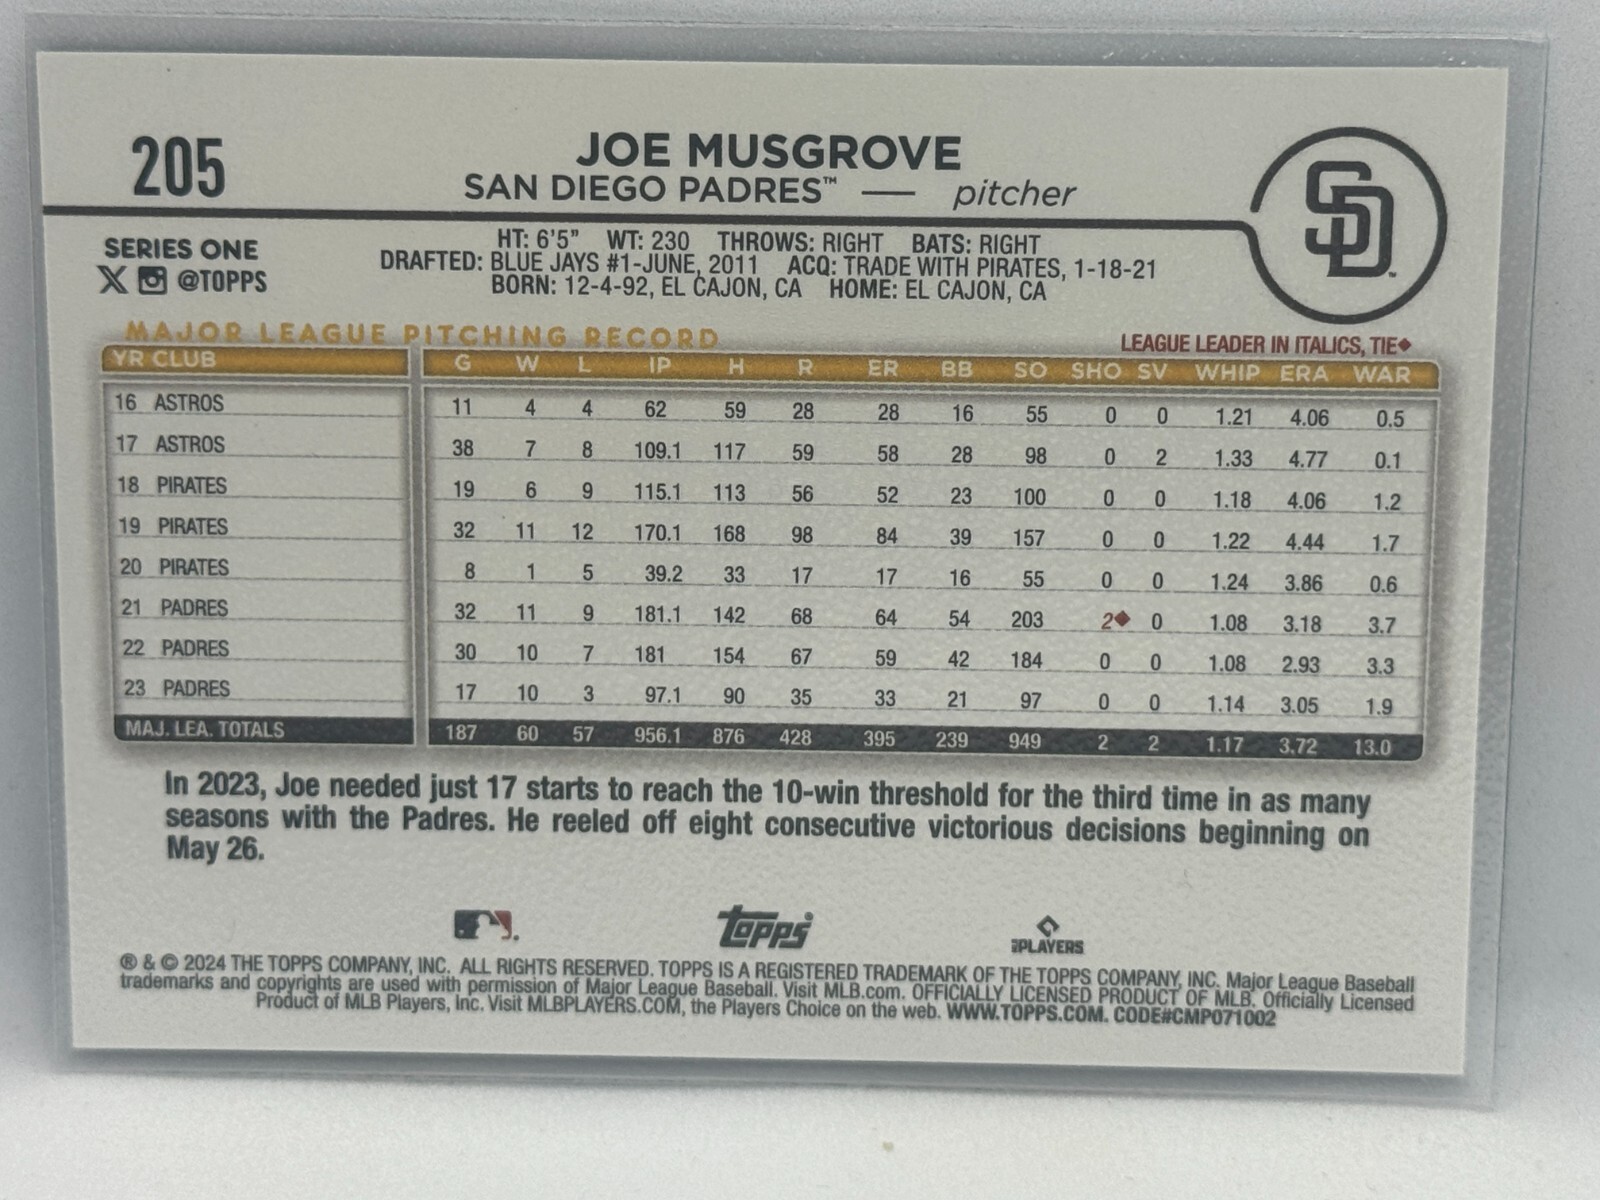 205
JOE MUSGROVE
SAN DIEGO PADRES™ — pitcher
SD™
SERIES ONE
X @TOPPS
HT: 6'5" WT: 230 THROWS: RIGHT BATS: RIGHT
DRAFTED: BLUE JAYS #1-JUNE, 2011 ACQ: TRADE WITH PIRATES, 1-18-21
BORN: 12-4-92, EL CAJON, CA HOME: EL CAJON, CA
MAJOR LEAGUE PITCHING RECORD
LEAGUE LEADER IN ITALICS, TIE◆
YR CLUB G W L IP H R ER BB SO SHO SV WHIP ERA WAR
16 ASTROS 11 4 4 62 59 28 28 16 55 0 0 1.21 4.06 0.5
17 ASTROS 38 7 8 109.1 117 59 58 28 98 0 2 1.33 4.77 0.1
18 PIRATES 19 6 9 115.1 113 56 52 23 100 0 0 1.18 4.06 1.2
19 PIRATES 32 11 12 170.1 168 98 84 39 157 0 0 1.22 4.44 1.7
20 PIRATES 8 1 5 39.2 33 17 17 16 55 0 0 1.24 3.86 0.6
21 PADRES 32 11 9 181.1 142 68 64 54 203 2◆ 0 1.08 3.18 3.7
22 PADRES 30 10 7 181 154 67 59 42 184 0 0 1.08 2.93 3.3
23 PADRES 17 10 3 97.1 90 35 33 21 97 0 0 1.14 3.05 1.9
MAJ. LEA. TOTALS 187 60 57 956.1 876 428 395 239 949 2 2 1.17 3.72 13.0
In 2023, Joe needed just 17 starts to reach the 10-win threshold for the third time in as many
seasons with the Padres. He reeled off eight consecutive victorious decisions beginning on
May 26.
Topps
MLBPLAYERS
® & © 2024 THE TOPPS COMPANY, INC. ALL RIGHTS RESERVED. TOPPS IS A REGISTERED TRADEMARK OF THE TOPPS COMPANY, INC. Major League Baseball
trademarks and copyrights are used with permission of Major League Baseball. Visit MLB.com. OFFICIALLY LICENSED PRODUCT OF MLB. Officially Licensed
Product of MLB Players, Inc. Visit MLBPLAYERS.COM, the Players Choice on the web. WWW.TOPPS.COM. CODE#CMP071002